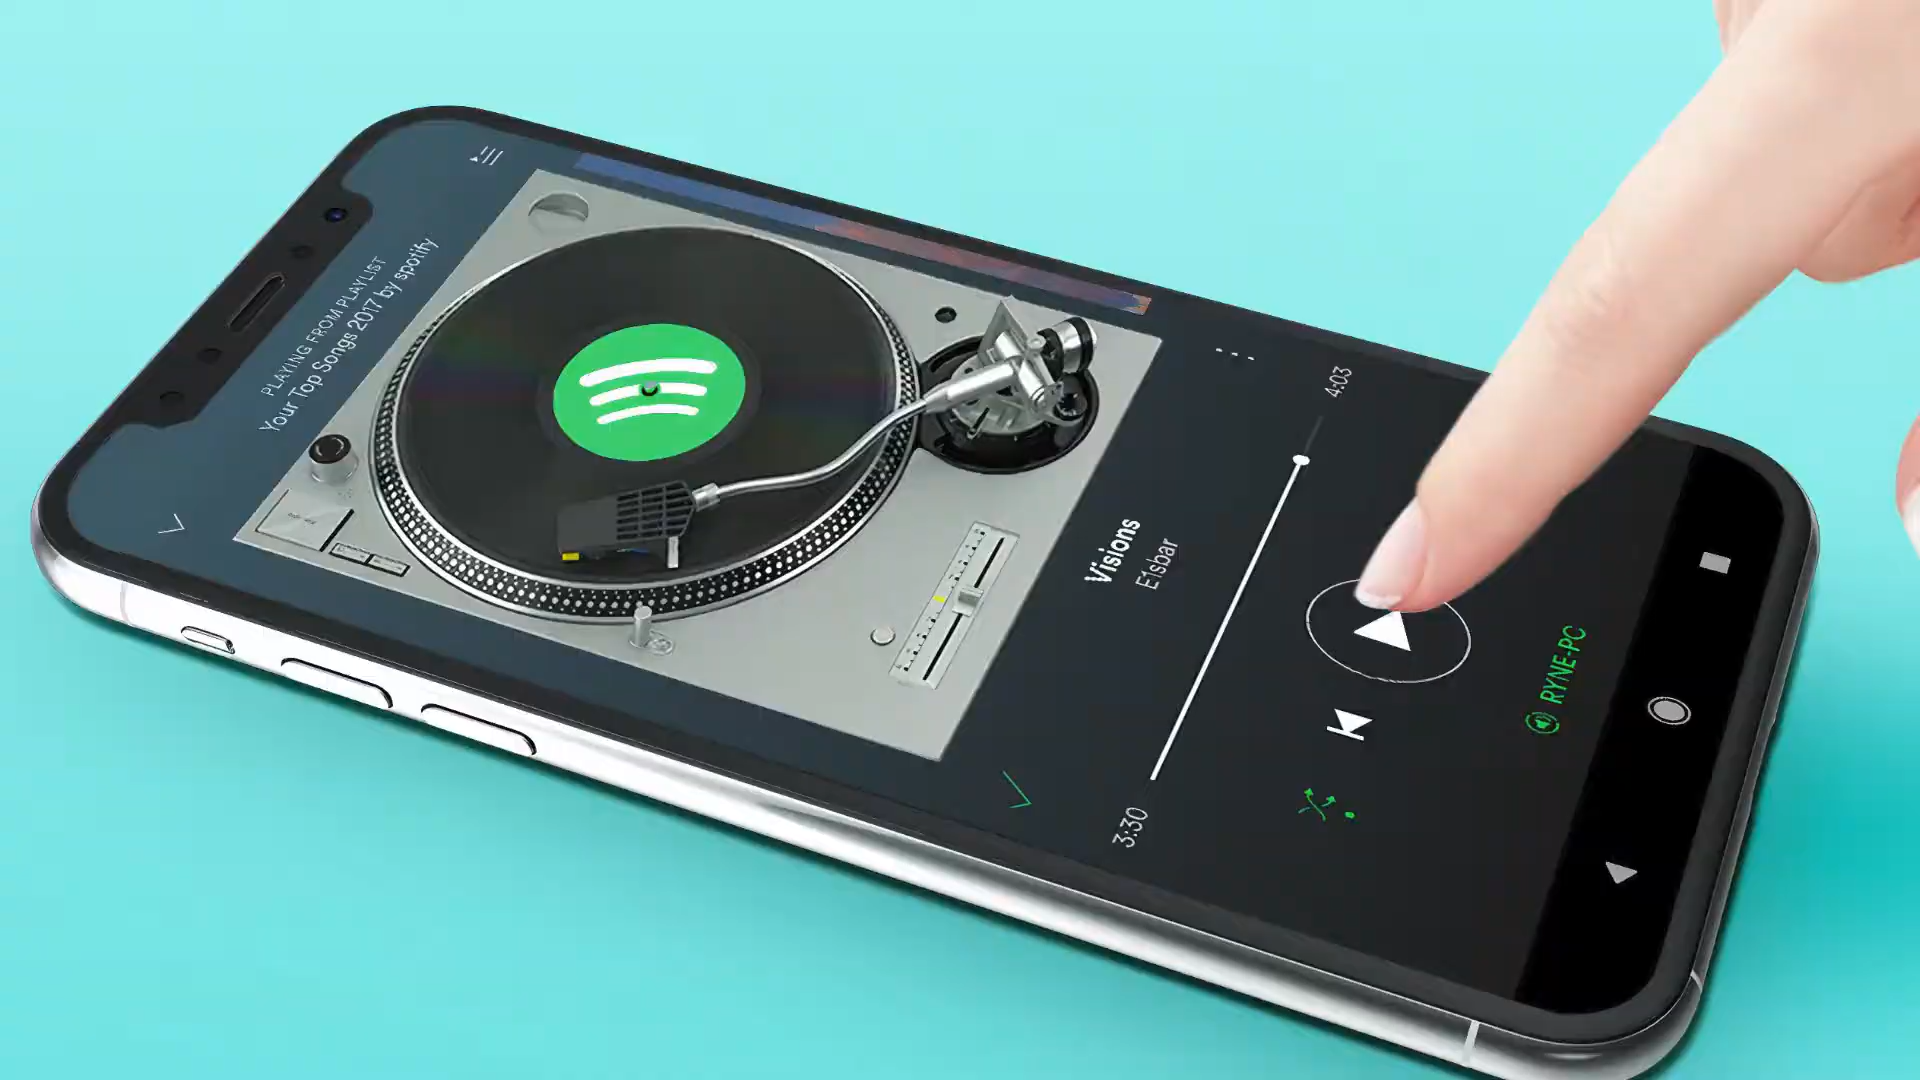 PLAYING FROM PLAYLIST
Your Top Songs 2017 by spotify
Visions
E1sbar
3:30
4:03
RYNE-PC